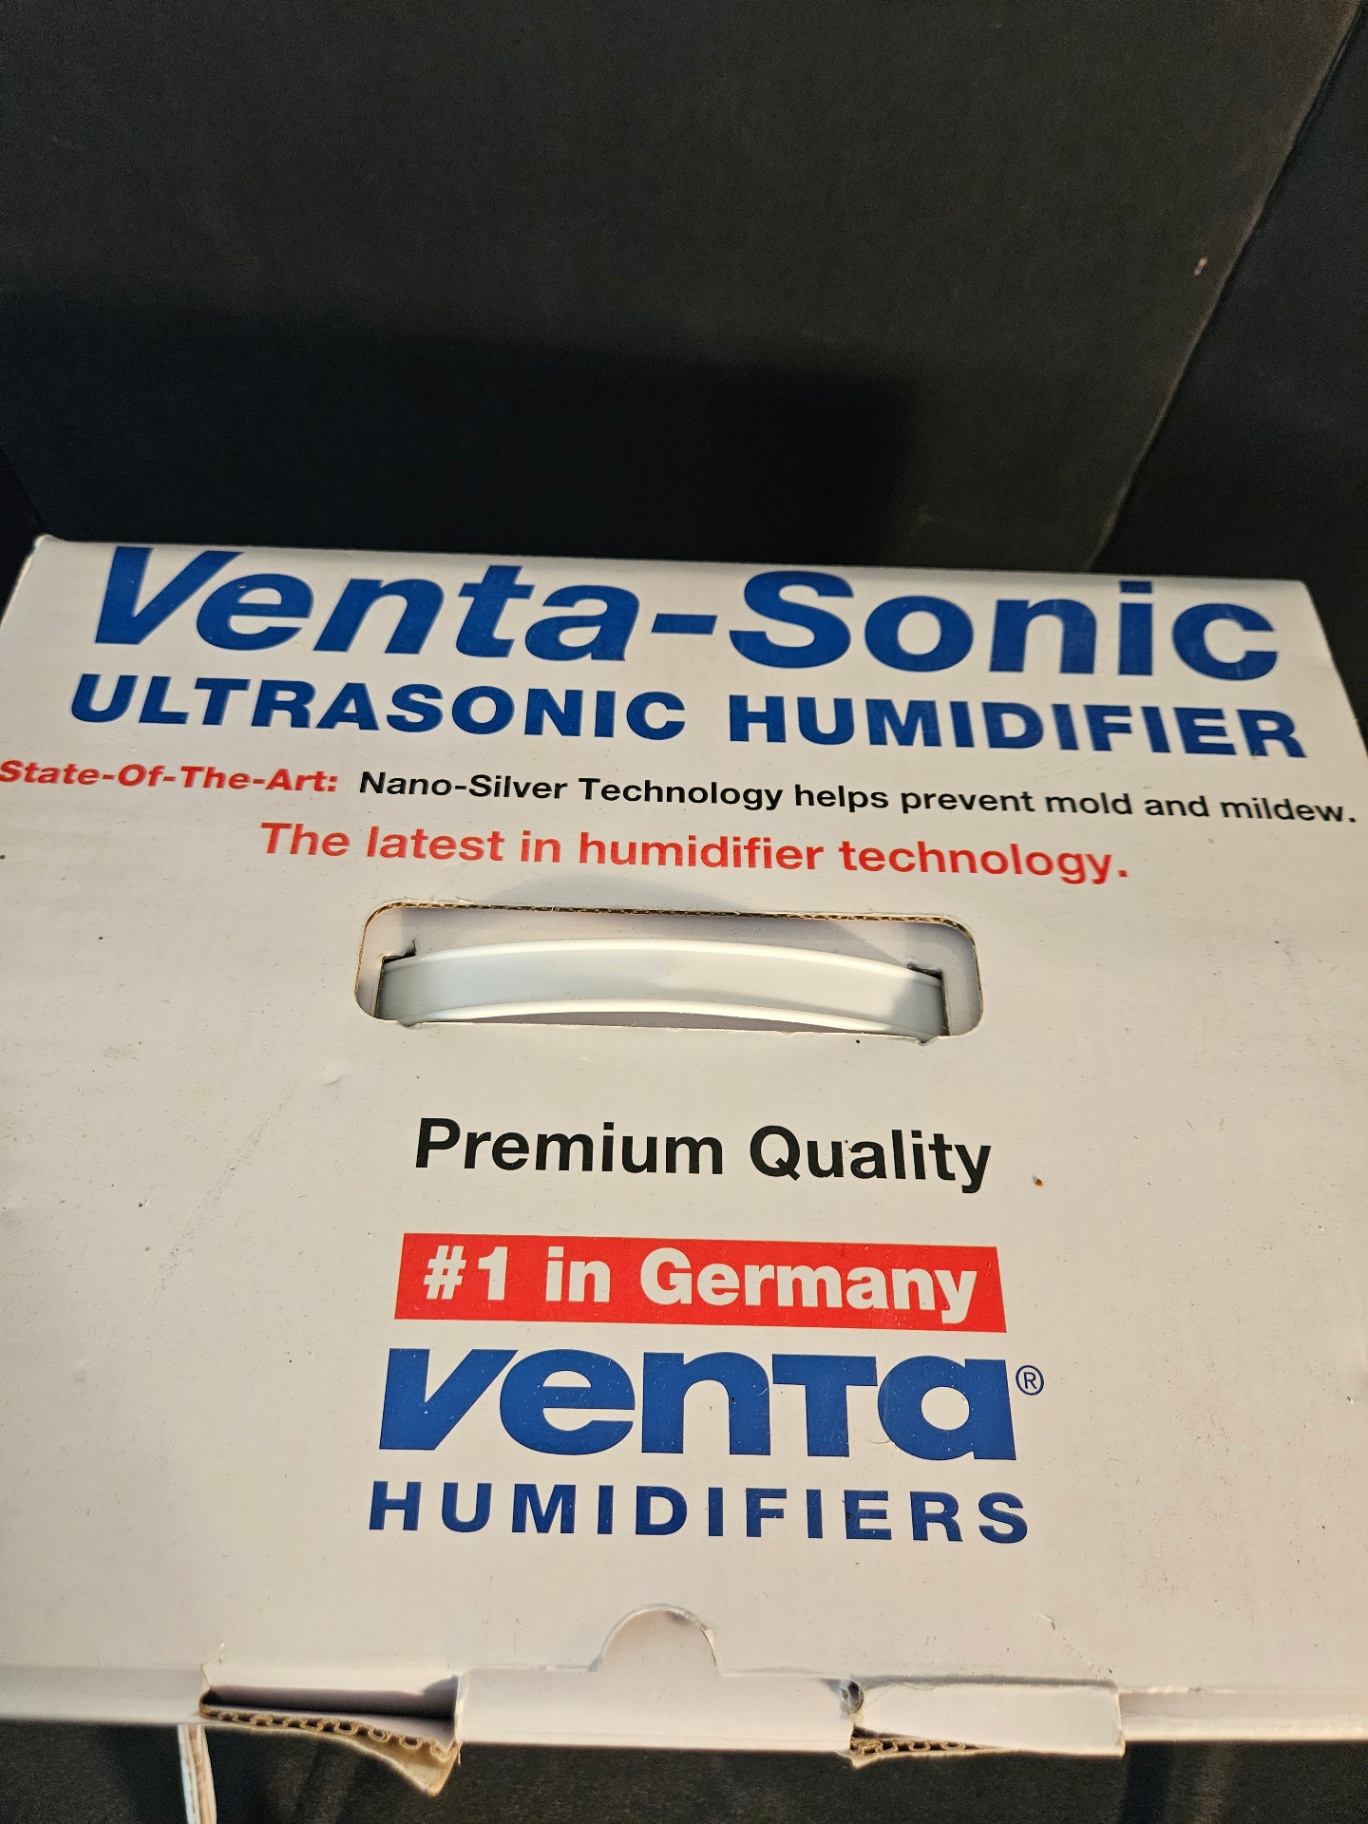 Venta-Sonic
ULTRASONIC HUMIDIFIER
State-Of-The-Art: Nano-Silver Technology helps prevent mold and mildew.
The latest in humidifier technology.
Premium Quality
#1 in Germany
venta®
HUMIDIFIERS